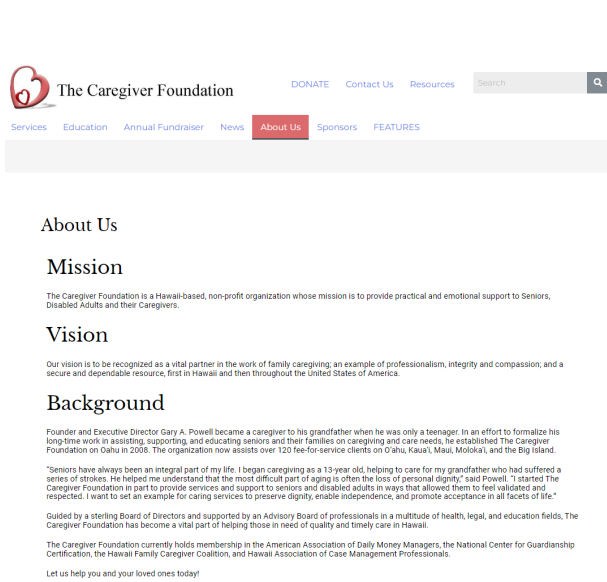 The Caregiver Foundation
DONATE Contact Us Resources Search
Services Education Annual Fundraiser News About Us Sponsors FEATURES
About Us
Mission
The Caregiver Foundation is a Hawaii-based, non-profit organization whose mission is to provide practical and emotional support to Seniors,
Disabled Adults and their Caregivers.
Vision
Our vision is to be recognized as a vital partner in the work of family caregiving; an example of professionalism, integrity and compassion; and a
secure and dependable resource, first in Hawaii and then throughout the United States of America.
Background
Founder and Executive Director Gary A. Powell became a caregiver to his grandfather when he was only a teenager. In an effort to formalize his
long-time work in assisting, supporting, and educating seniors and their families on caregiving and care needs, he established The Caregiver
Foundation on Oahu in 2008. The organization now assists over 120 fee-for-service clients on O'ahu, Kaua'i, Maui, Moloka'i, and the Big Island.
"Seniors have always been an integral part of my life. I began caregiving as a 13-year old, helping to care for my grandfather who had suffered a
series of strokes. He helped me understand that the most difficult part of aging is often the loss of personal dignity," said Powell. "I started The
Caregiver Foundation in part to provide services and support to seniors and disabled adults in ways that allowed them to feel validated and
respected. I want to set an example for caring services to preserve dignity, enable independence, and promote acceptance in all facets of life."
Guided by a sterling Board of Directors and supported by an Advisory Board of professionals in a multitude of health, legal, and education fields, The
Caregiver Foundation has become a vital part of helping those in need of quality and timely care in Hawaii.
The Caregiver Foundation currently holds membership in the American Association of Daily Money Managers, the National Center for Guardianship
Certification, the Hawaii Family Caregiver Coalition, and Hawaii Association of Case Management Professionals.
Let us help you and your loved ones today!